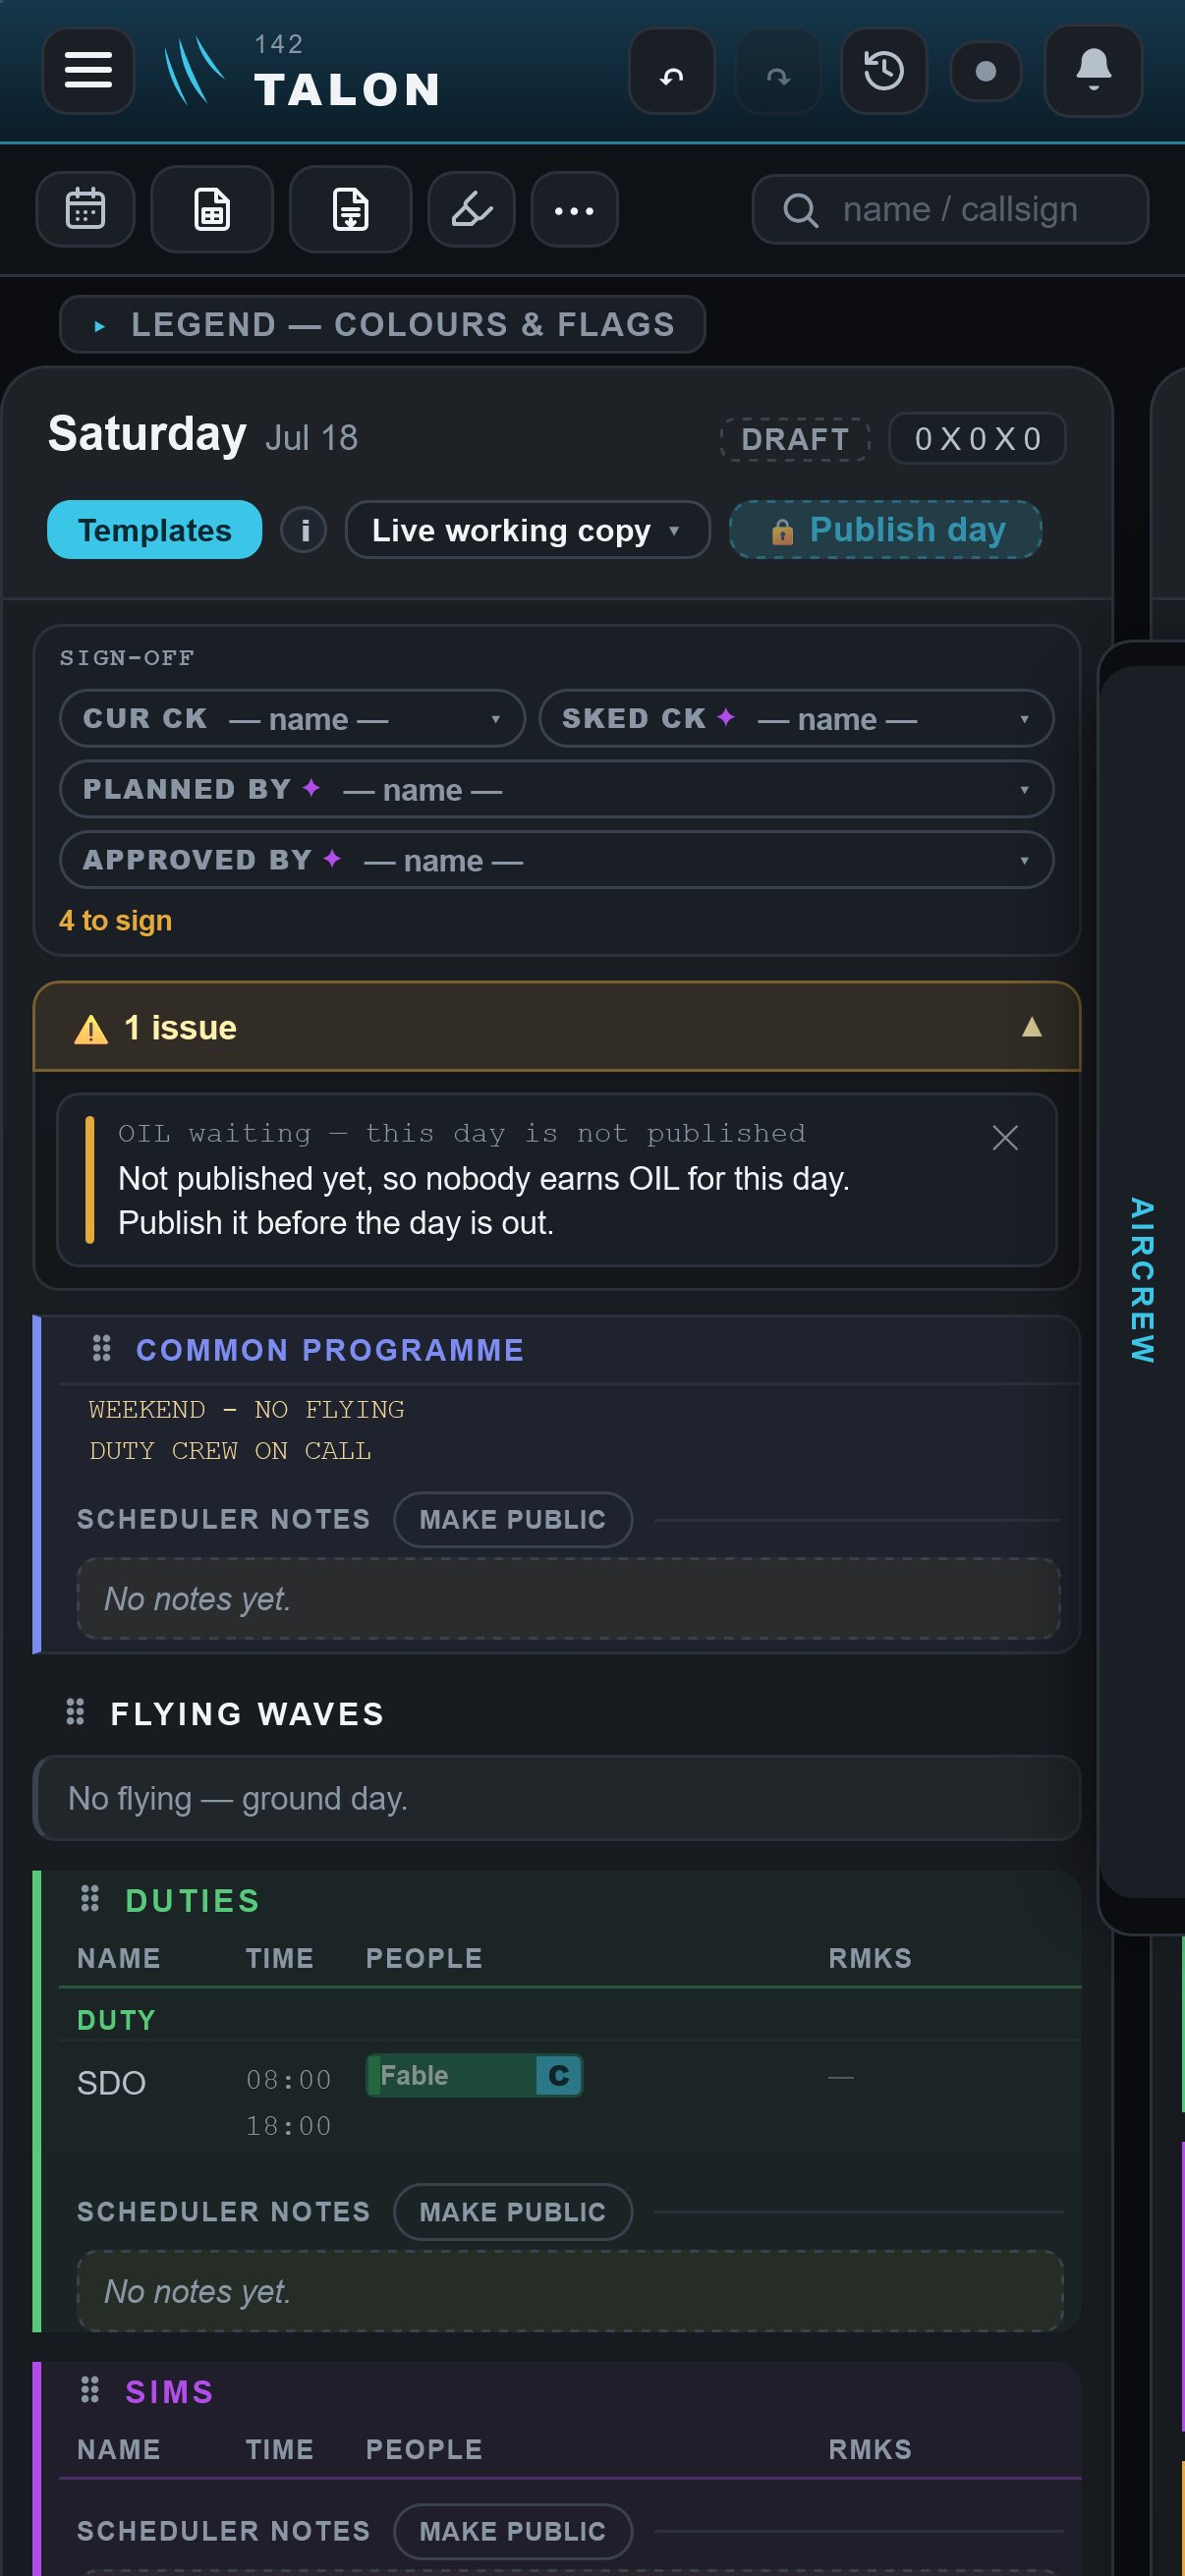 142
TALON
name / callsign
LEGEND — COLOURS & FLAGS
Saturday Jul 18 DRAFT 0 X 0 X 0
Templates i Live working copy Publish day
SIGN-OFF
CUR CK — name — SKED CK — name —
PLANNED BY — name —
APPROVED BY — name —
4 to sign
1 issue
OIL waiting — this day is not published
Not published yet, so nobody earns OIL for this day.
Publish it before the day is out.
AIRCREW
COMMON PROGRAMME
WEEKEND - NO FLYING
DUTY CREW ON CALL
SCHEDULER NOTES MAKE PUBLIC
No notes yet.
FLYING WAVES
No flying — ground day.
DUTIES
NAME TIME PEOPLE RMKS
DUTY
SDO 08:00 Fable C —
18:00
SCHEDULER NOTES MAKE PUBLIC
No notes yet.
SIMS
NAME TIME PEOPLE RMKS
SCHEDULER NOTES MAKE PUBLIC